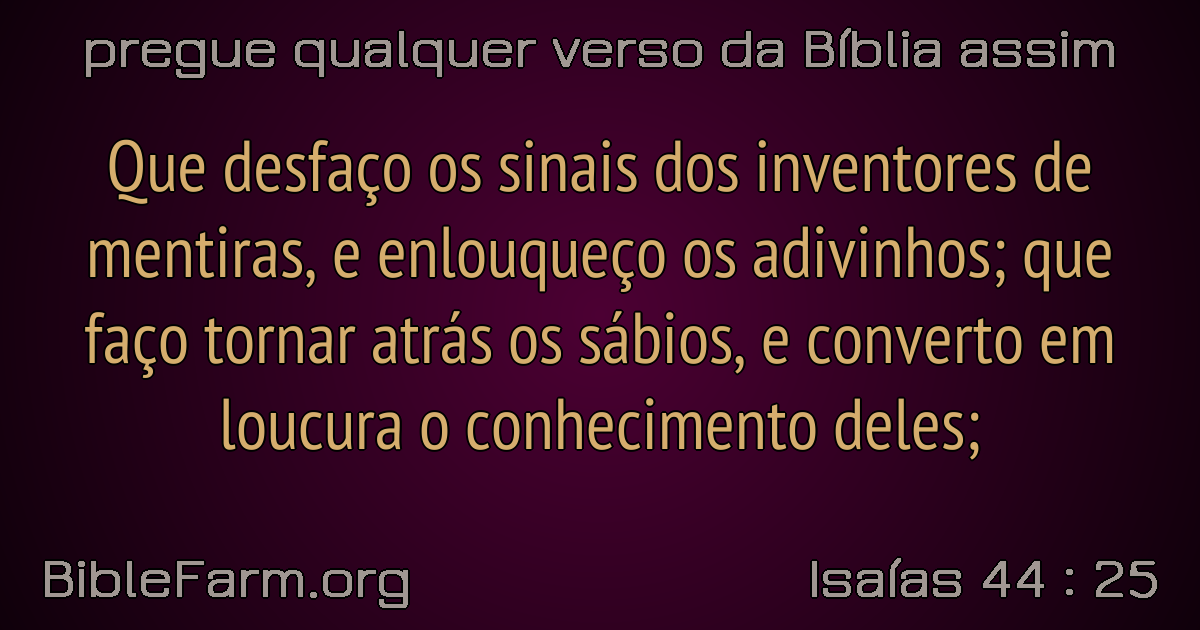 pregue qualquer verso da Bíblia assim
Que desfaço os sinais dos inventores de
mentiras, e enlouqueço os adivinhos; que
faço tornar atrás os sábios, e converto em
loucura o conhecimento deles;
BibleFarm.org
Isaías 44 : 25